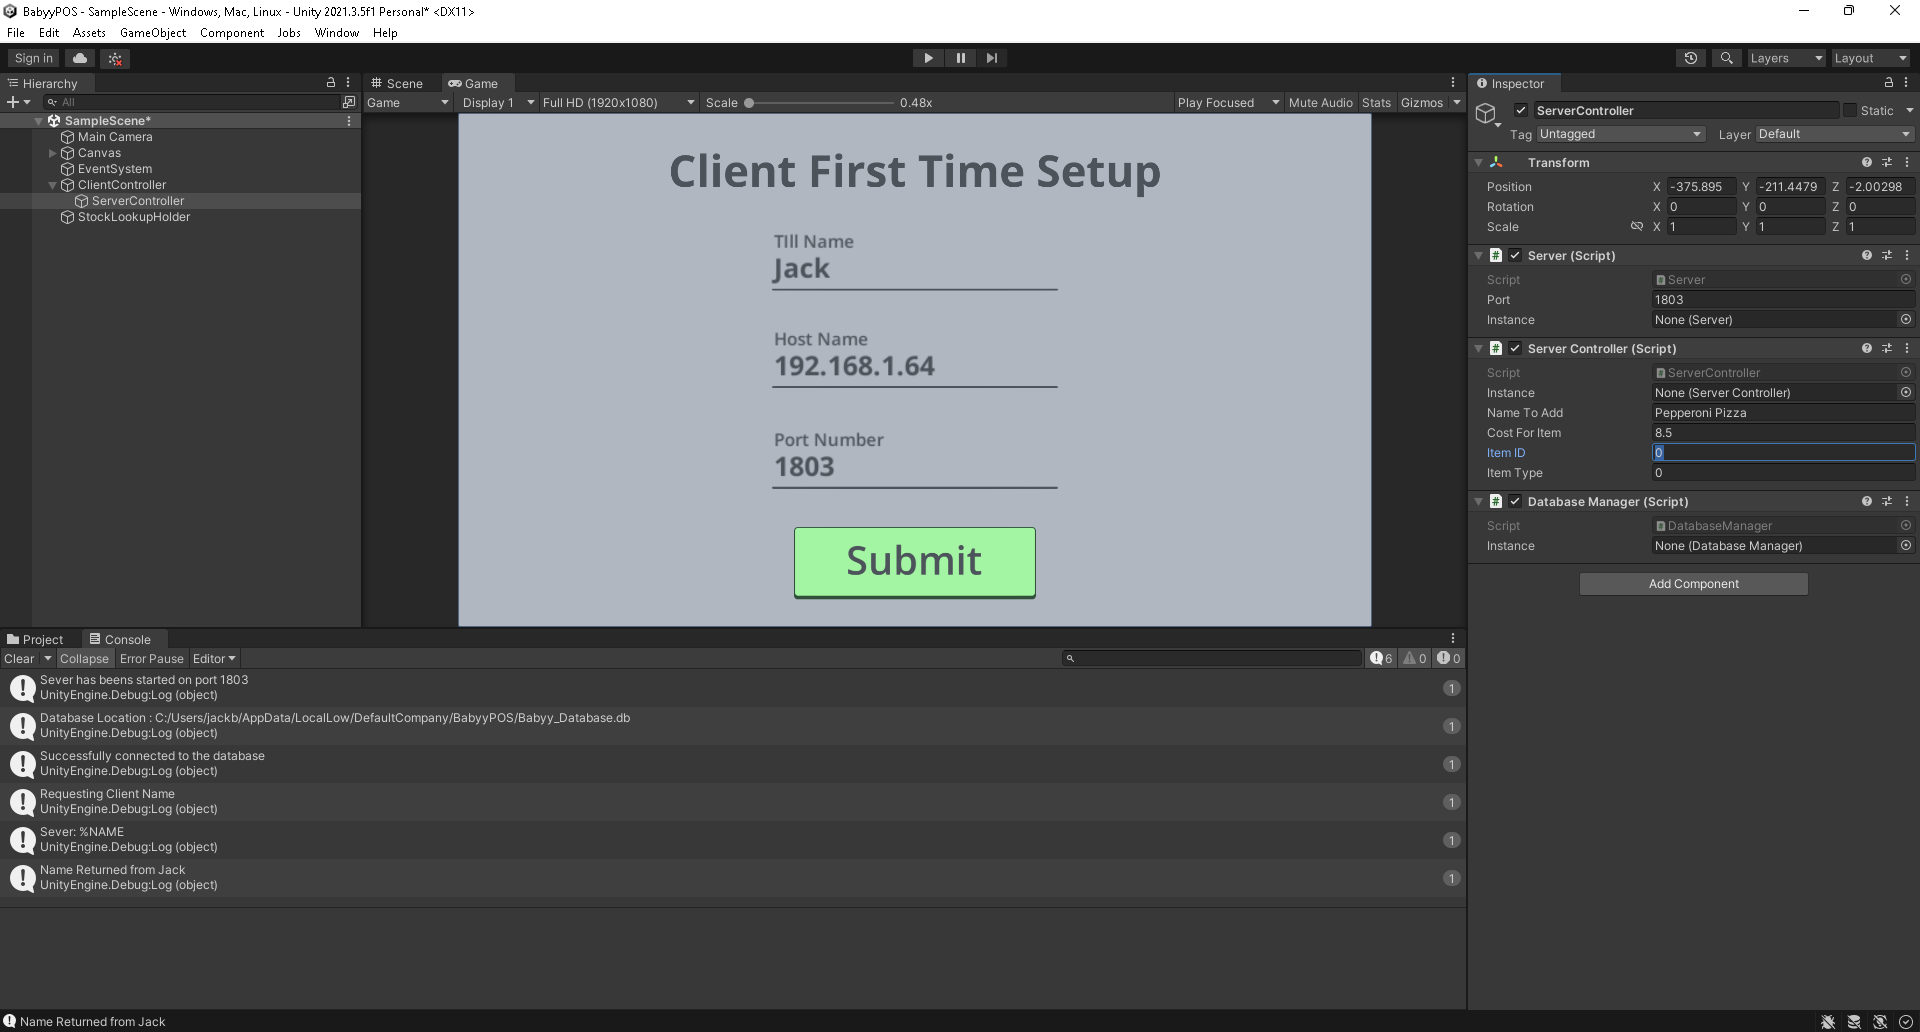 BabyyPOS - SampleScene - Windows, Mac, Linux - Unity 2021.3.5f1 Personal* <DX11>
File Edit Assets GameObject Component Jobs Window Help
Sign in
Layers
Layout
Hierarchy
All
SampleScene*
Main Camera
Canvas
EventSystem
ClientController
ServerController
StockLookupHolder
Scene Game
Game Display 1 Full HD (1920x1080) Scale 0.48x Play Focused Mute Audio Stats Gizmos
Client First Time Setup
TIll Name
Jack
Host Name
192.168.1.64
Port Number
1803
Submit
Inspector
ServerController Static
Tag Untagged Layer Default
Transform
Position X -375.895 Y -211.4479 Z -2.00298
Rotation X 0 Y 0 Z 0
Scale X 1 Y 1 Z 1
# Server (Script)
Script Server
Port 1803
Instance None (Server)
# Server Controller (Script)
Script ServerController
Instance None (Server Controller)
Name To Add Pepperoni Pizza
Cost For Item 8.5
Item ID 0
Item Type 0
# Database Manager (Script)
Script DatabaseManager
Instance None (Database Manager)
Add Component
Project Console
Clear Collapse Error Pause Editor 6 0 0
Sever has beens started on port 1803
UnityEngine.Debug:Log (object) 1
Database Location : C:/Users/jackb/AppData/LocalLow/DefaultCompany/BabyyPOS/Babyy_Database.db
UnityEngine.Debug:Log (object) 1
Successfully connected to the database
UnityEngine.Debug:Log (object) 1
Requesting Client Name
UnityEngine.Debug:Log (object) 1
Sever: %NAME
UnityEngine.Debug:Log (object) 1
Name Returned from Jack
UnityEngine.Debug:Log (object) 1
Name Returned from Jack